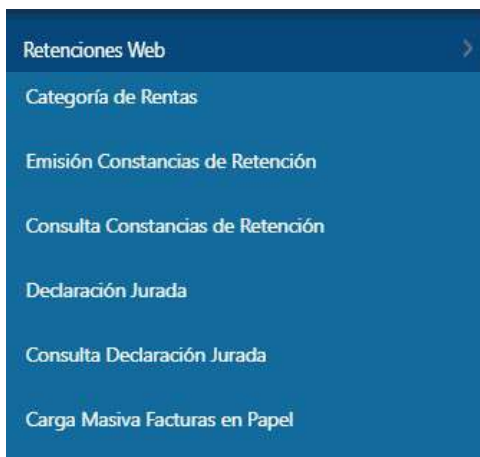 Retenciones Web
Categoría de Rentas
Emisión Constancias de Retención
Consulta Constancias de Retención
Declaración Jurada
Consulta Declaración Jurada
Carga Masiva Facturas en Papel